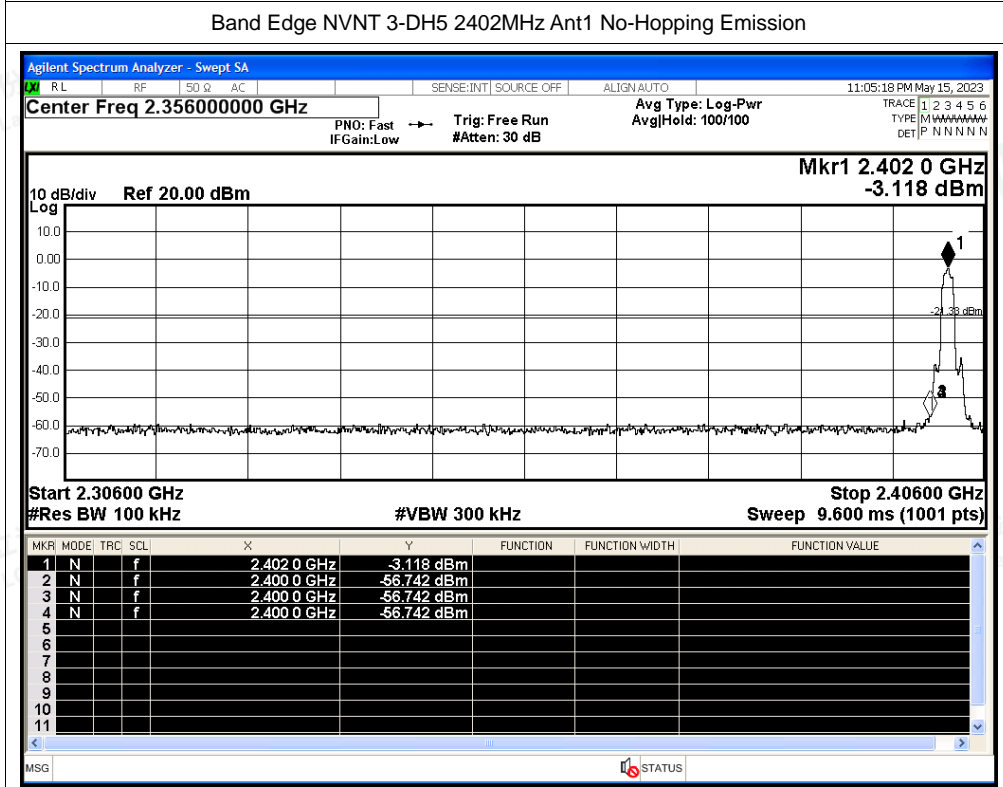 Band Edge NVNT 3-DH5 2402MHz Ant1 No-Hopping Emission
Agilent Spectrum Analyzer - Swept SA
LXI RL RF 50 Ω AC SENSE:INT SOURCE OFF ALIGN AUTO 11:05:18 PM May 15, 2023
Center Freq 2.356000000 GHz Avg Type: Log-Pwr TRACE 1 2 3 4 5 6
PNO: Fast Trig: Free Run Avg|Hold: 100/100 TYPE M WWWWW
IFGain:Low #Atten: 30 dB DET P N N N N N
Mkr1 2.402 0 GHz
10 dB/div Ref 20.00 dBm -3.118 dBm
Log
10.0
1
0.00
-10.0
-20.0
-21.33 dBm
-30.0
-40.0
-50.0
-60.0
-70.0
Start 2.30600 GHz Stop 2.40600 GHz
#Res BW 100 kHz #VBW 300 kHz Sweep 9.600 ms (1001 pts)
MKR MODE TRC SCL X Y FUNCTION FUNCTION WIDTH FUNCTION VALUE
1 N f 2.402 0 GHz -3.118 dBm
2 N f 2.400 0 GHz -56.742 dBm
3 N f 2.400 0 GHz -56.742 dBm
4 N f 2.400 0 GHz -56.742 dBm
5
6
7
8
9
10
11
MSG STATUS